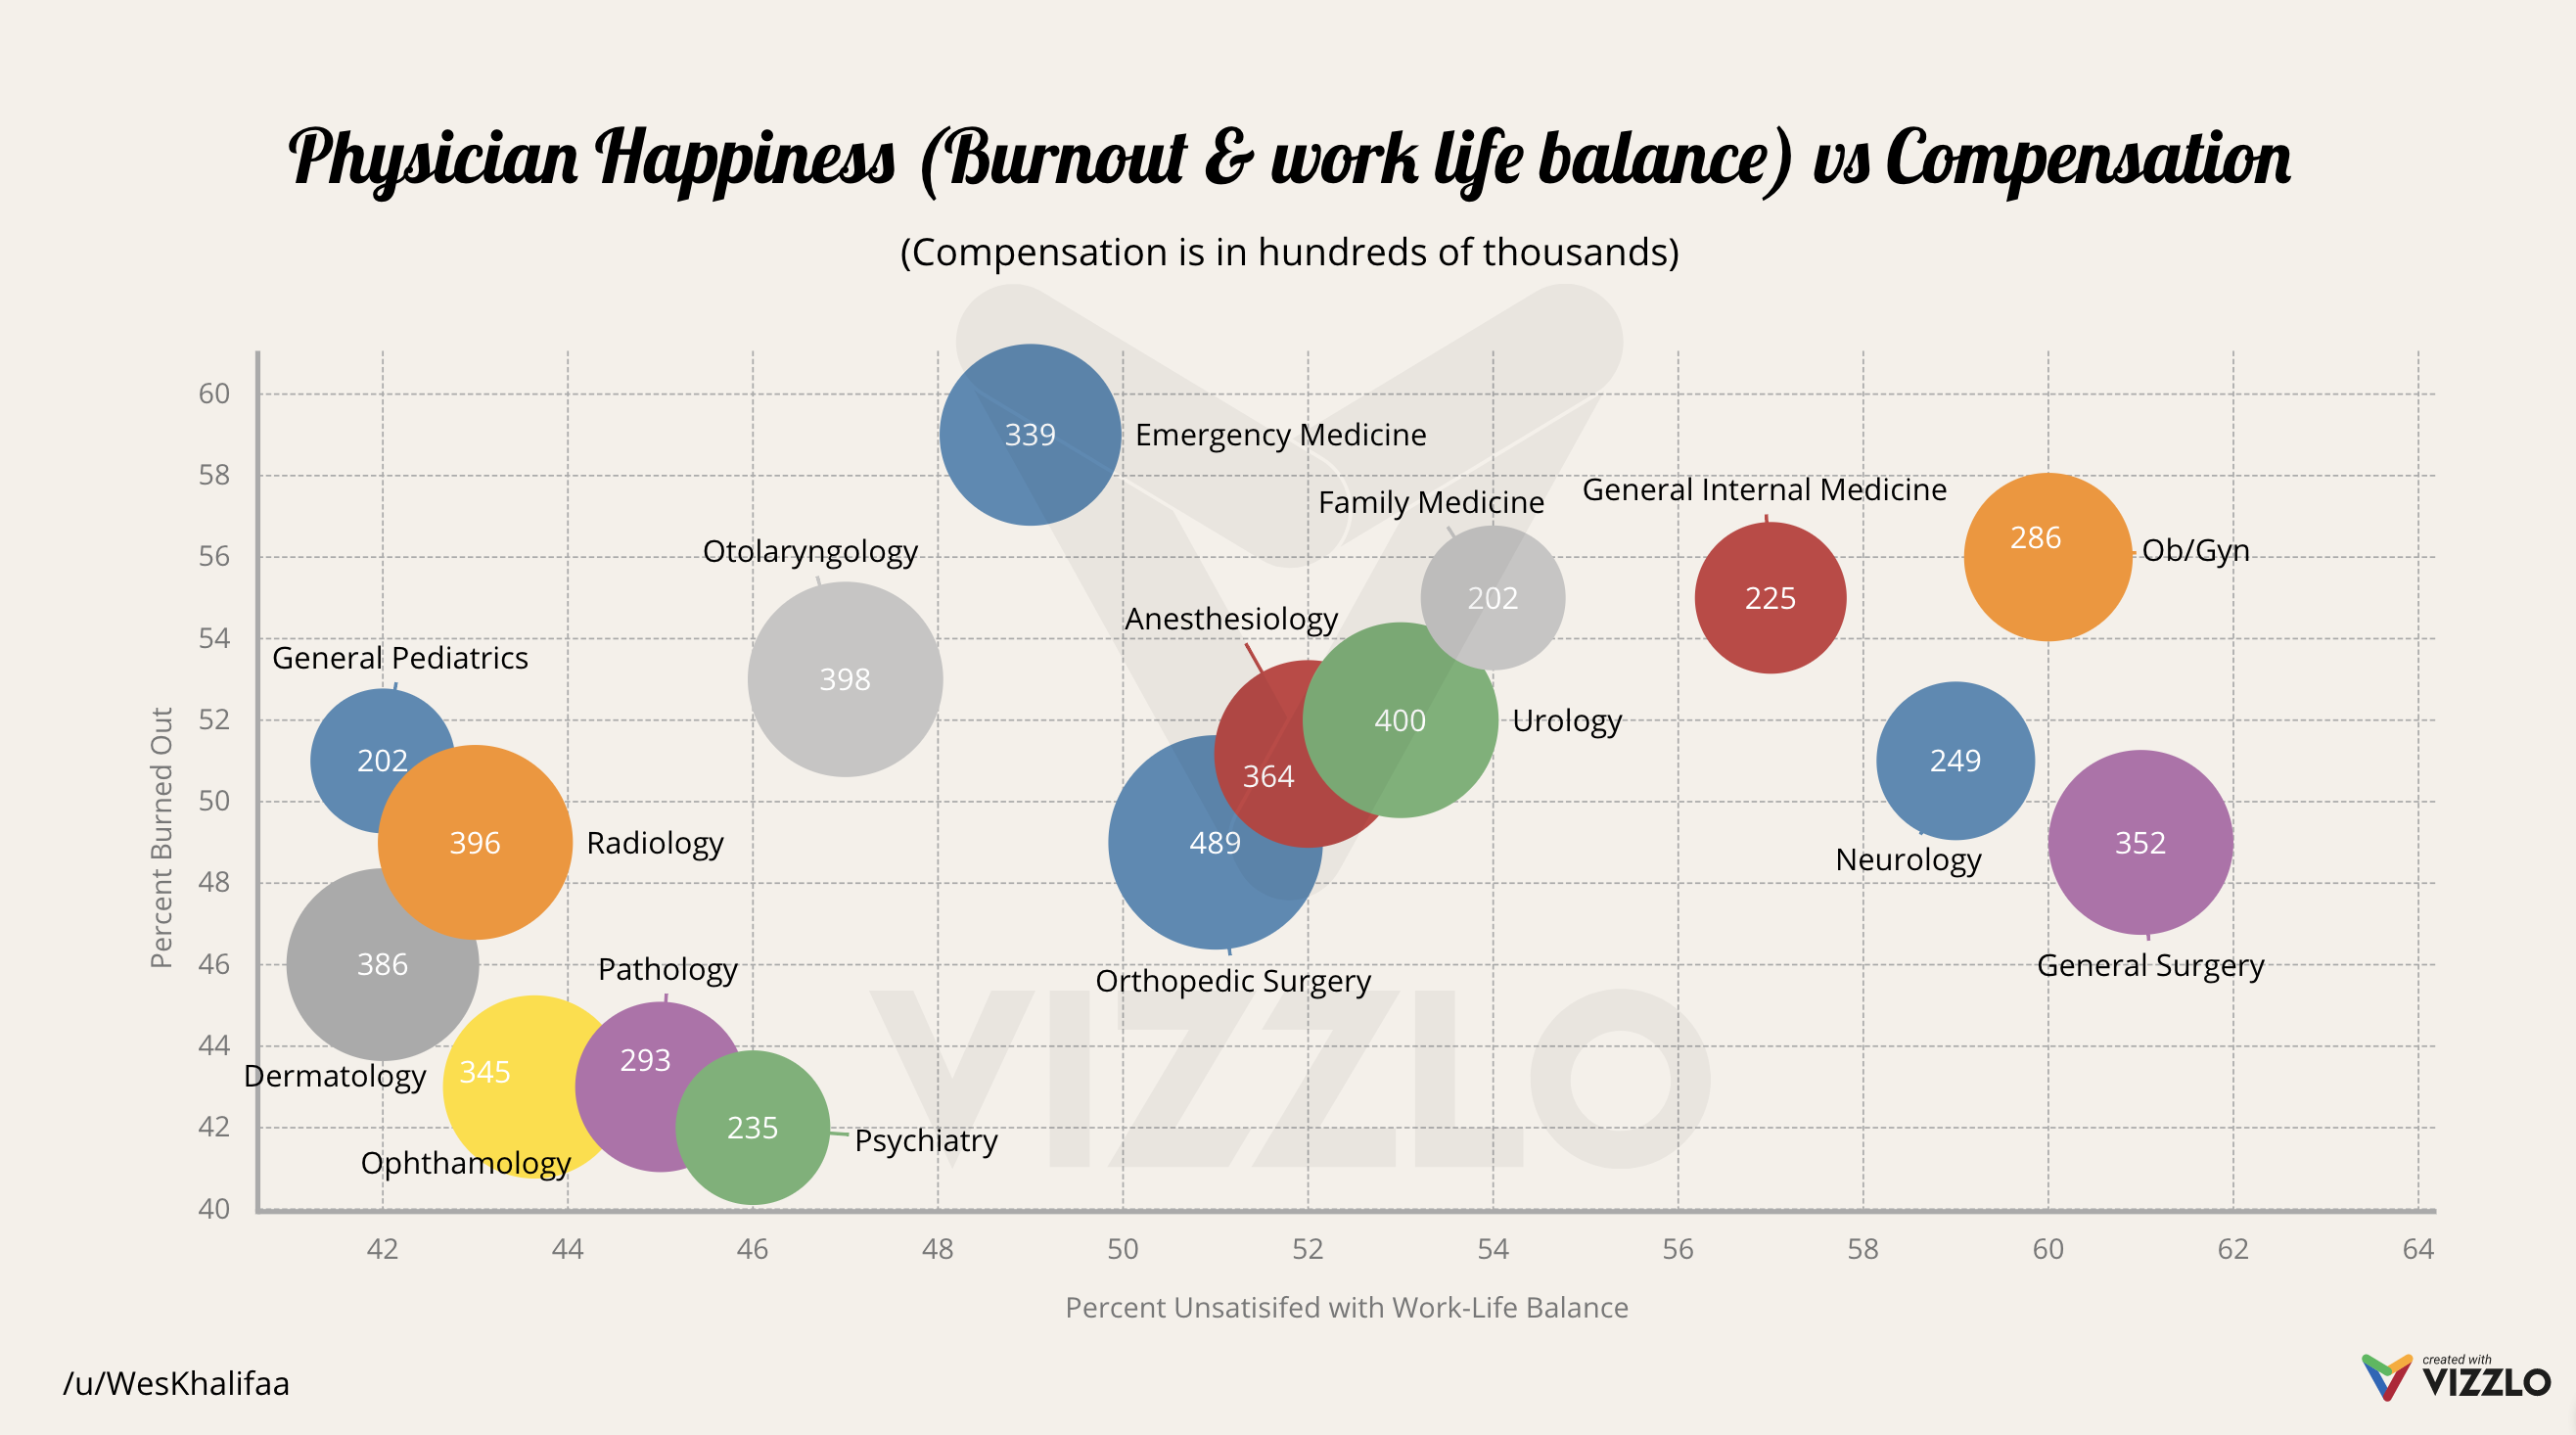 Physician Happiness (Burnout & work life balance) vs Compensation
(Compensation is in hundreds of thousands)
Percent Burned Out
60
58
56
54
52
50
48
46
44
42
40
339
Emergency Medicine
Family Medicine
202
General Internal Medicine
225
286
Ob/Gyn
Otolaryngology
398
Anesthesiology
364
400
Urology
General Pediatrics
202
396
Radiology
249
Neurology
352
General Surgery
489
Orthopedic Surgery
386
Dermatology
Pathology
293
345
Ophthamology
235
Psychiatry
VIZZLO
42
44
46
48
50
52
54
56
58
60
62
64
Percent Unsatisifed with Work-Life Balance
/u/WesKhalifaa
created with
VIZZLO